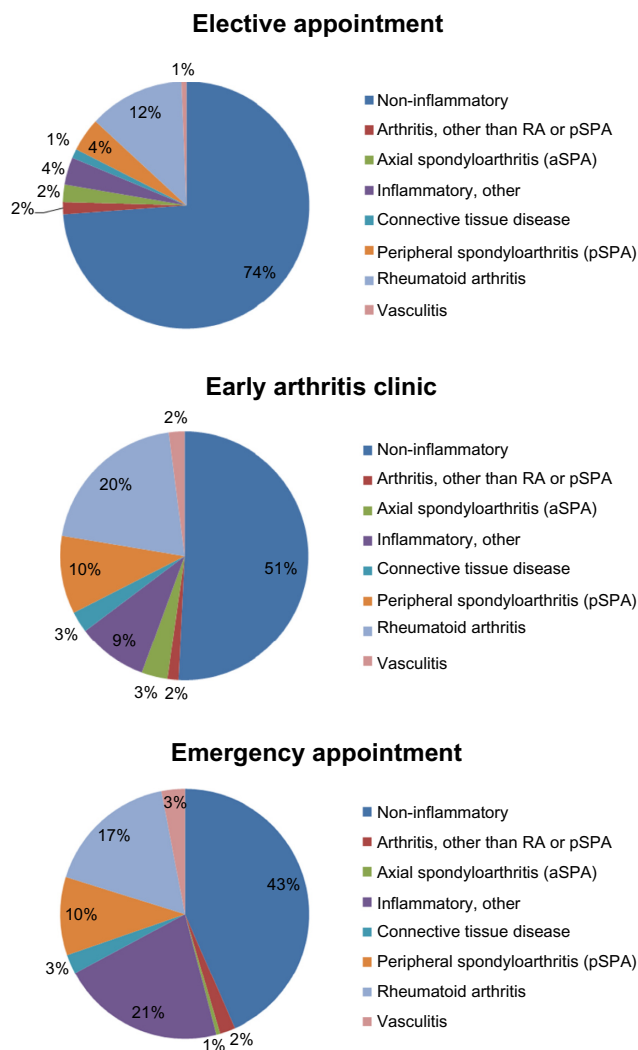 Elective appointment
1%
12%
1%
4%
4%
2%
2%
74%
Non-inflammatory
Arthritis, other than RA or pSPA
Axial spondyloarthritis (aSPA)
Inflammatory, other
Connective tissue disease
Peripheral spondyloarthritis (pSPA)
Rheumatoid arthritis
Vasculitis
Early arthritis clinic
2%
20%
10%
51%
3%
9%
3%
2%
Non-inflammatory
Arthritis, other than RA or pSPA
Axial spondyloarthritis (aSPA)
Inflammatory, other
Connective tissue disease
Peripheral spondyloarthritis (pSPA)
Rheumatoid arthritis
Vasculitis
Emergency appointment
3%
17%
43%
10%
3%
21%
1%
2%
Non-inflammatory
Arthritis, other than RA or pSPA
Axial spondyloarthritis (aSPA)
Inflammatory, other
Connective tissue disease
Peripheral spondyloarthritis (pSPA)
Rheumatoid arthritis
Vasculitis